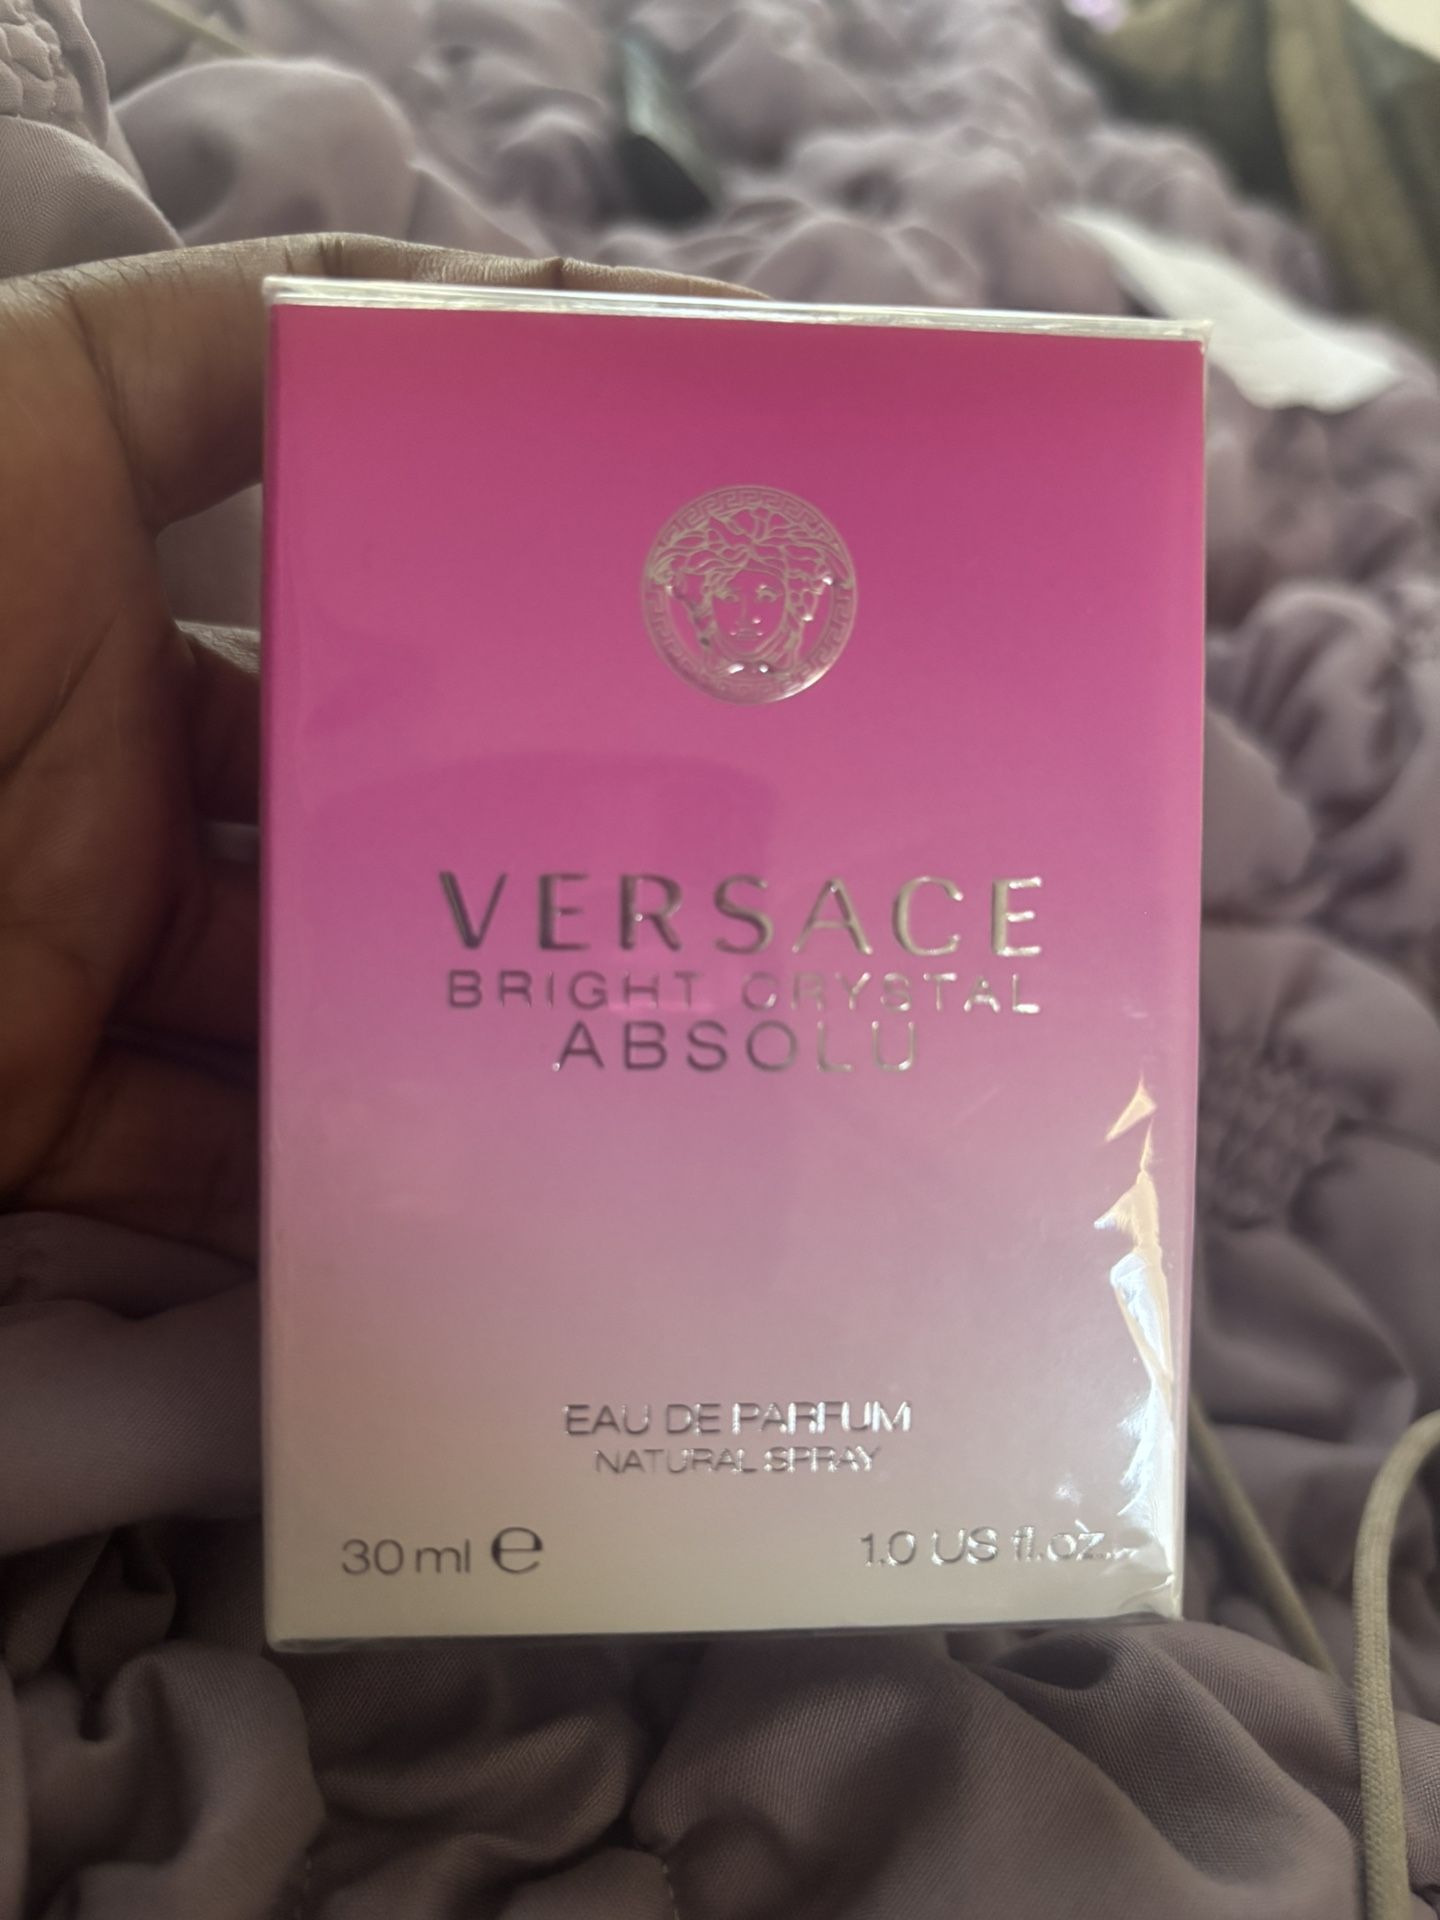 VERSACE
BRIGHT CRYSTAL
ABSOLU
EAU DE PARFUM
NATURAL SPRAY
30 ml ℮ 1.0 US fl.oz.